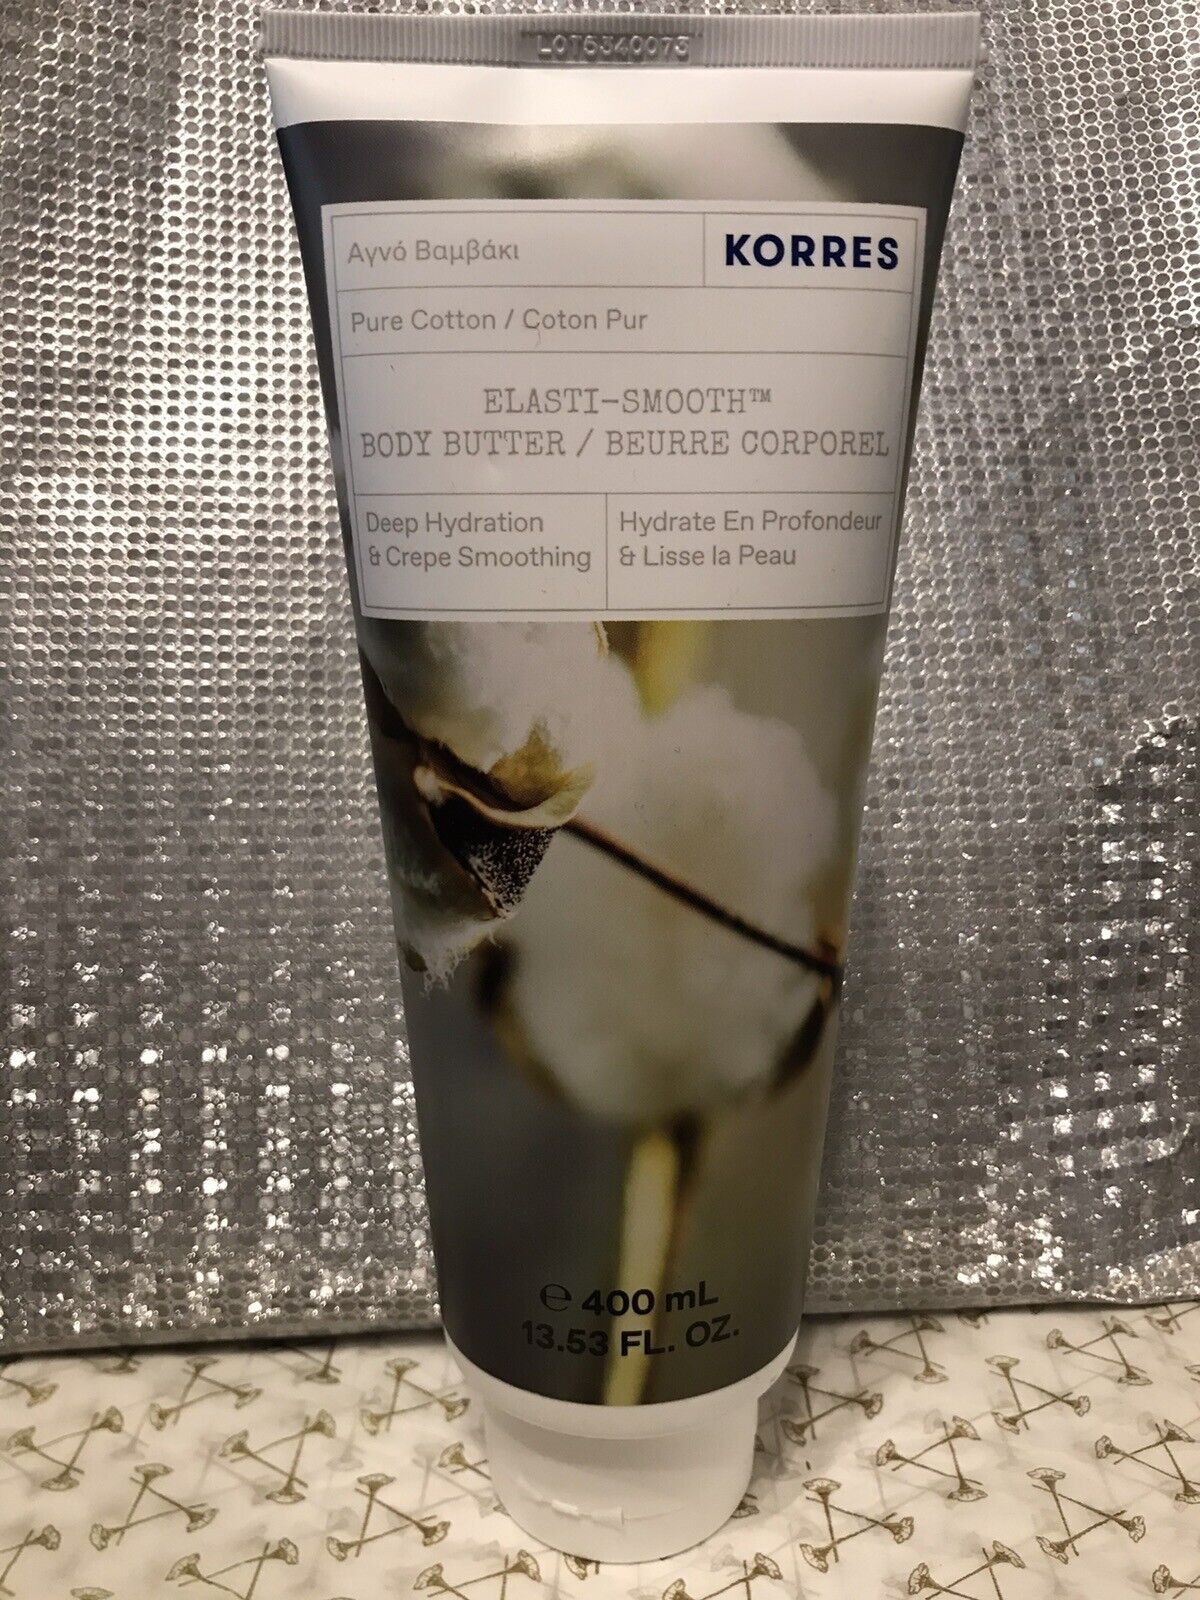 LOT6340073
Αγνό Βαμβάκι
KORRES
Pure Cotton / Coton Pur
ELASTI-SMOOTH™
BODY BUTTER / BEURRE CORPOREL
Deep Hydration
& Crepe Smoothing
Hydrate En Profondeur
& Lisse la Peau
℮ 400 mL
13.53 FL. OZ.